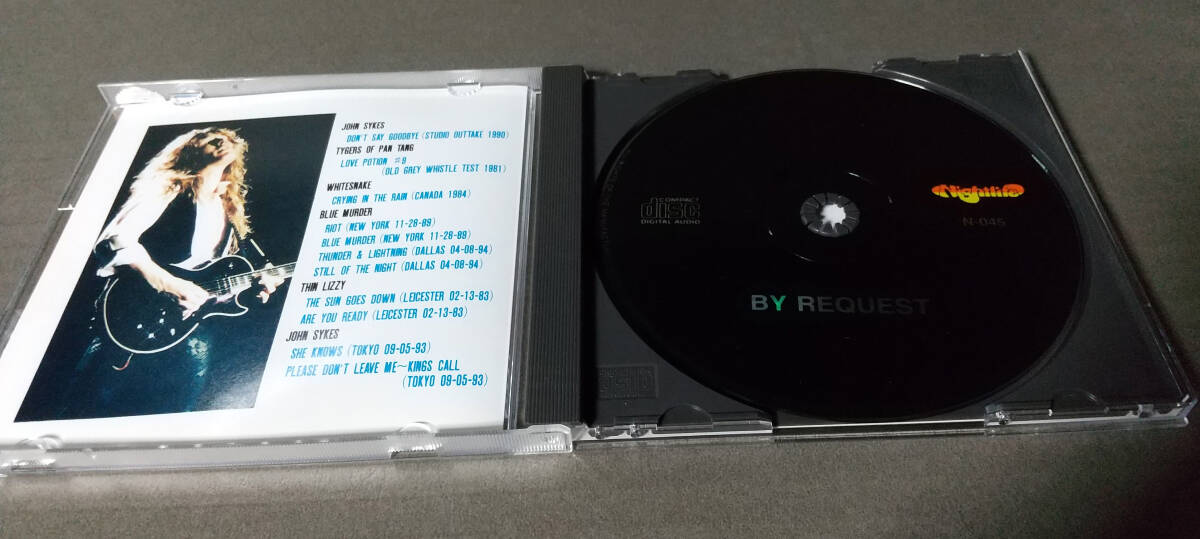 JOHN SYKES
DON'T SAY GOODBYE (STUDIO OUTTAKE 1990)
TYGERS OF PAN TANG
LOVE POTION #9
(OLD GREY WHISTLE TEST 1981)
WHITESNAKE
CRYING IN THE RAIN (CANADA 1984)
BLUE MURDER
RIOT (NEW YORK 11-28-89)
BLUE MURDER (NEW YORK 11-28-89)
THUNDER & LIGHTNING (DALLAS 04-08-94)
STILL OF THE NIGHT (DALLAS 04-08-94)
THIN LIZZY
THE SUN GOES DOWN (LEICESTER 02-13-83)
ARE YOU READY (LEICESTER 02-13-83)
JOHN SYKES
SHE KNOWS (TOKYO 09-05-93)
PLEASE DON'T LEAVE ME~KINGS CALL
(TOKYO 09-05-93)
COMPACT
disc
DIGITAL AUDIO
Nightlife
N-045
BY REQUEST